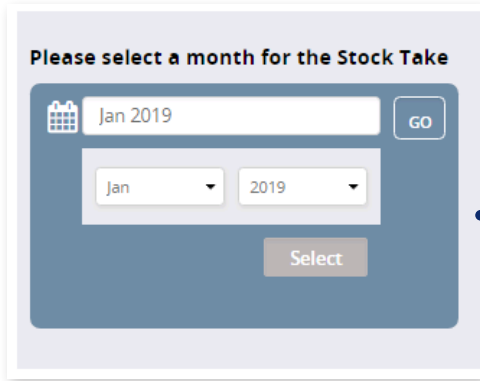 Please select a month for the Stock Take
Jan 2019 GO
Jan 2019
Select